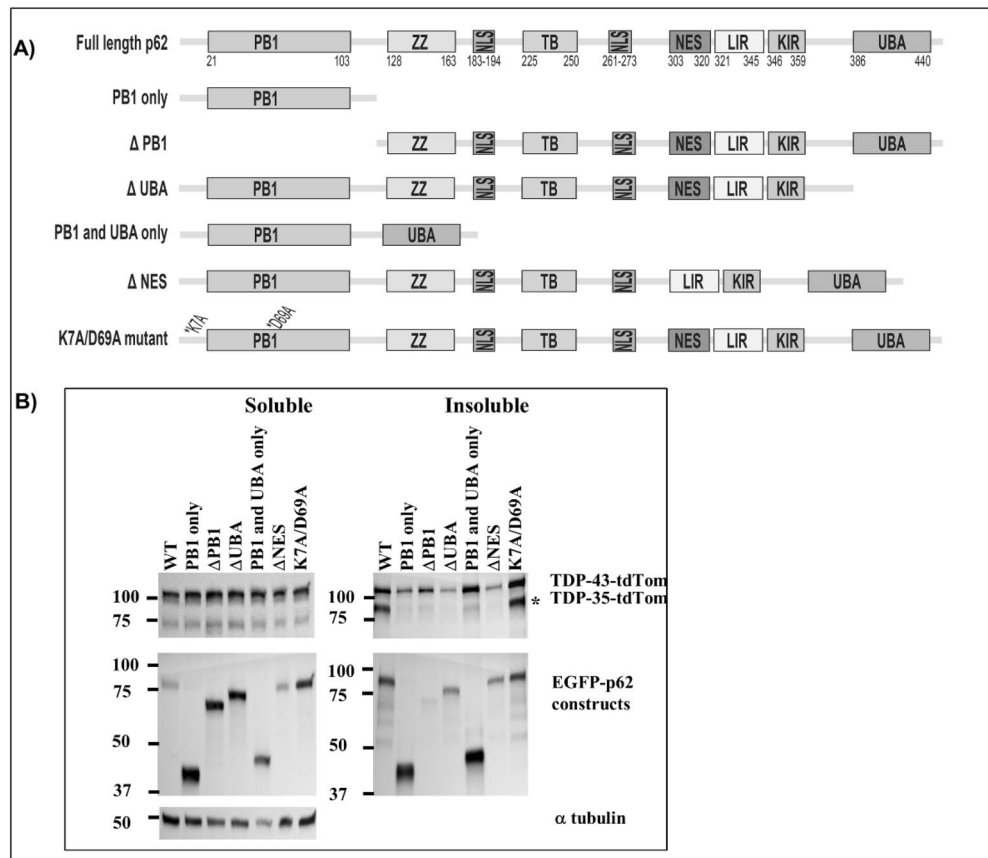 A)
Full length p62 PB1 ZZ NLS TB NLS NES LIR KIR UBA
21 103 128 163 183-194 225 250 261-273 303 320 321 345 346 359 386 440
PB1 only PB1
Δ PB1 ZZ NLS TB NLS NES LIR KIR UBA
Δ UBA PB1 ZZ NLS TB NLS NES LIR KIR
PB1 and UBA only PB1 UBA
Δ NES PB1 ZZ NLS TB NLS LIR KIR UBA
*K7A *D69A
K7A/D69A mutant PB1 ZZ NLS TB NLS NES LIR KIR UBA
B)
Soluble Insoluble
WT PB1 only ΔPB1 ΔUBA PB1 and UBA only ΔNES K7A/D69A
WT PB1 only ΔPB1 ΔUBA PB1 and UBA only ΔNES K7A/D69A
100 100 TDP-43-tdTom
75 75 * TDP-35-tdTom
100 100
75 75 EGFP-p62
constructs
50 50
37 37
50 α tubulin